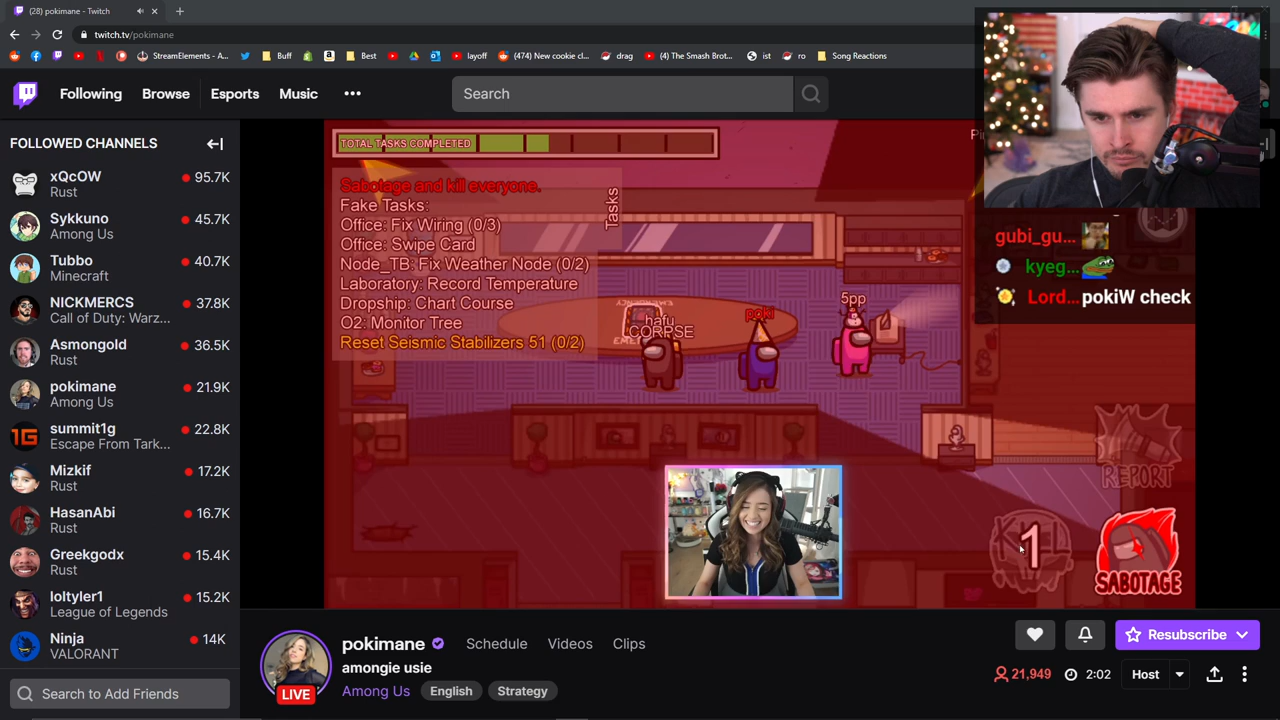 (28) pokimane - Twitch
twitch.tv/pokimane
StreamElements - A...
Buff
Best
layoff
(474) New cookie cl...
drag
(4) The Smash Brot...
ist
ro
Song Reactions
Following
Browse
Esports
Music
Search
FOLLOWED CHANNELS
xQcOW
95.7K
Rust
Sykkuno
45.7K
Among Us
Tubbo
40.7K
Minecraft
NICKMERCS
37.8K
Call of Duty: Warz...
Asmongold
36.5K
Rust
pokimane
21.9K
Among Us
summit1g
22.8K
Escape From Tark...
Mizkif
17.2K
Rust
HasanAbi
16.7K
Rust
Greekgodx
15.4K
Rust
loltyler1
15.2K
League of Legends
Ninja
14K
VALORANT
Search to Add Friends
TOTAL TASKS COMPLETED
Sabotage and kill everyone.
Fake Tasks:
Office: Fix Wiring (0/3)
Office: Swipe Card
Node_TB: Fix Weather Node (0/2)
Laboratory: Record Temperature
Dropship: Chart Course
O2: Monitor Tree
Reset Seismic Stabilizers 51 (0/2)
Tasks
hafu
CORPSE
poki
5pp
gubi_gu...
kyeg...
Lord... pokiW check
REPORT
KILL
1
SABOTAGE
pokimane
Schedule
Videos
Clips
amongie usie
Among Us
English
Strategy
LIVE
Resubscribe
21,949
2:02
Host